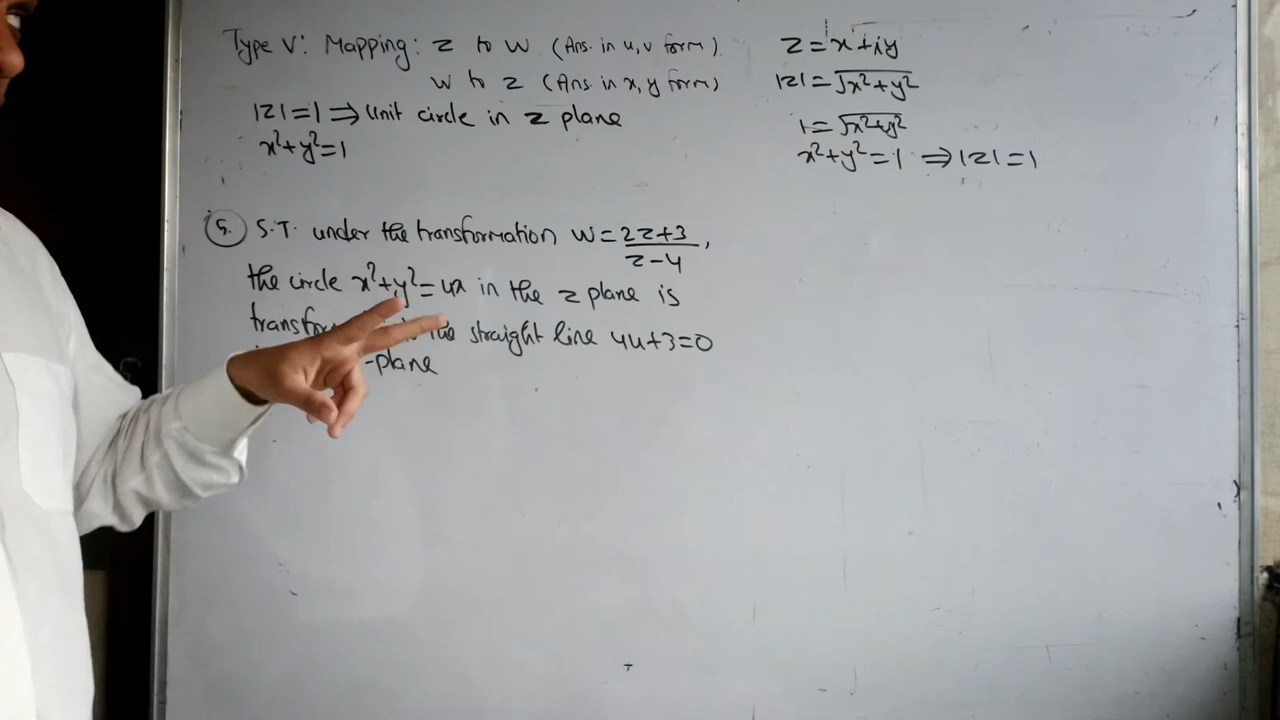 Type V: Mapping: z to w (Ans. in u, v form)
w to z (Ans. in x, y form)
|z|=1 ⇒ Unit circle in z plane
x²+y²=1
z = x+iy
|z| = √x²+y²
1 = √x²+y²
x²+y²=1 ⇒ |z|=1
5. S.T. under the transformation w = 2z+3 / z-4,
the circle x²+y²=4x in the z plane is
the straight line 4u+3=0
-plane